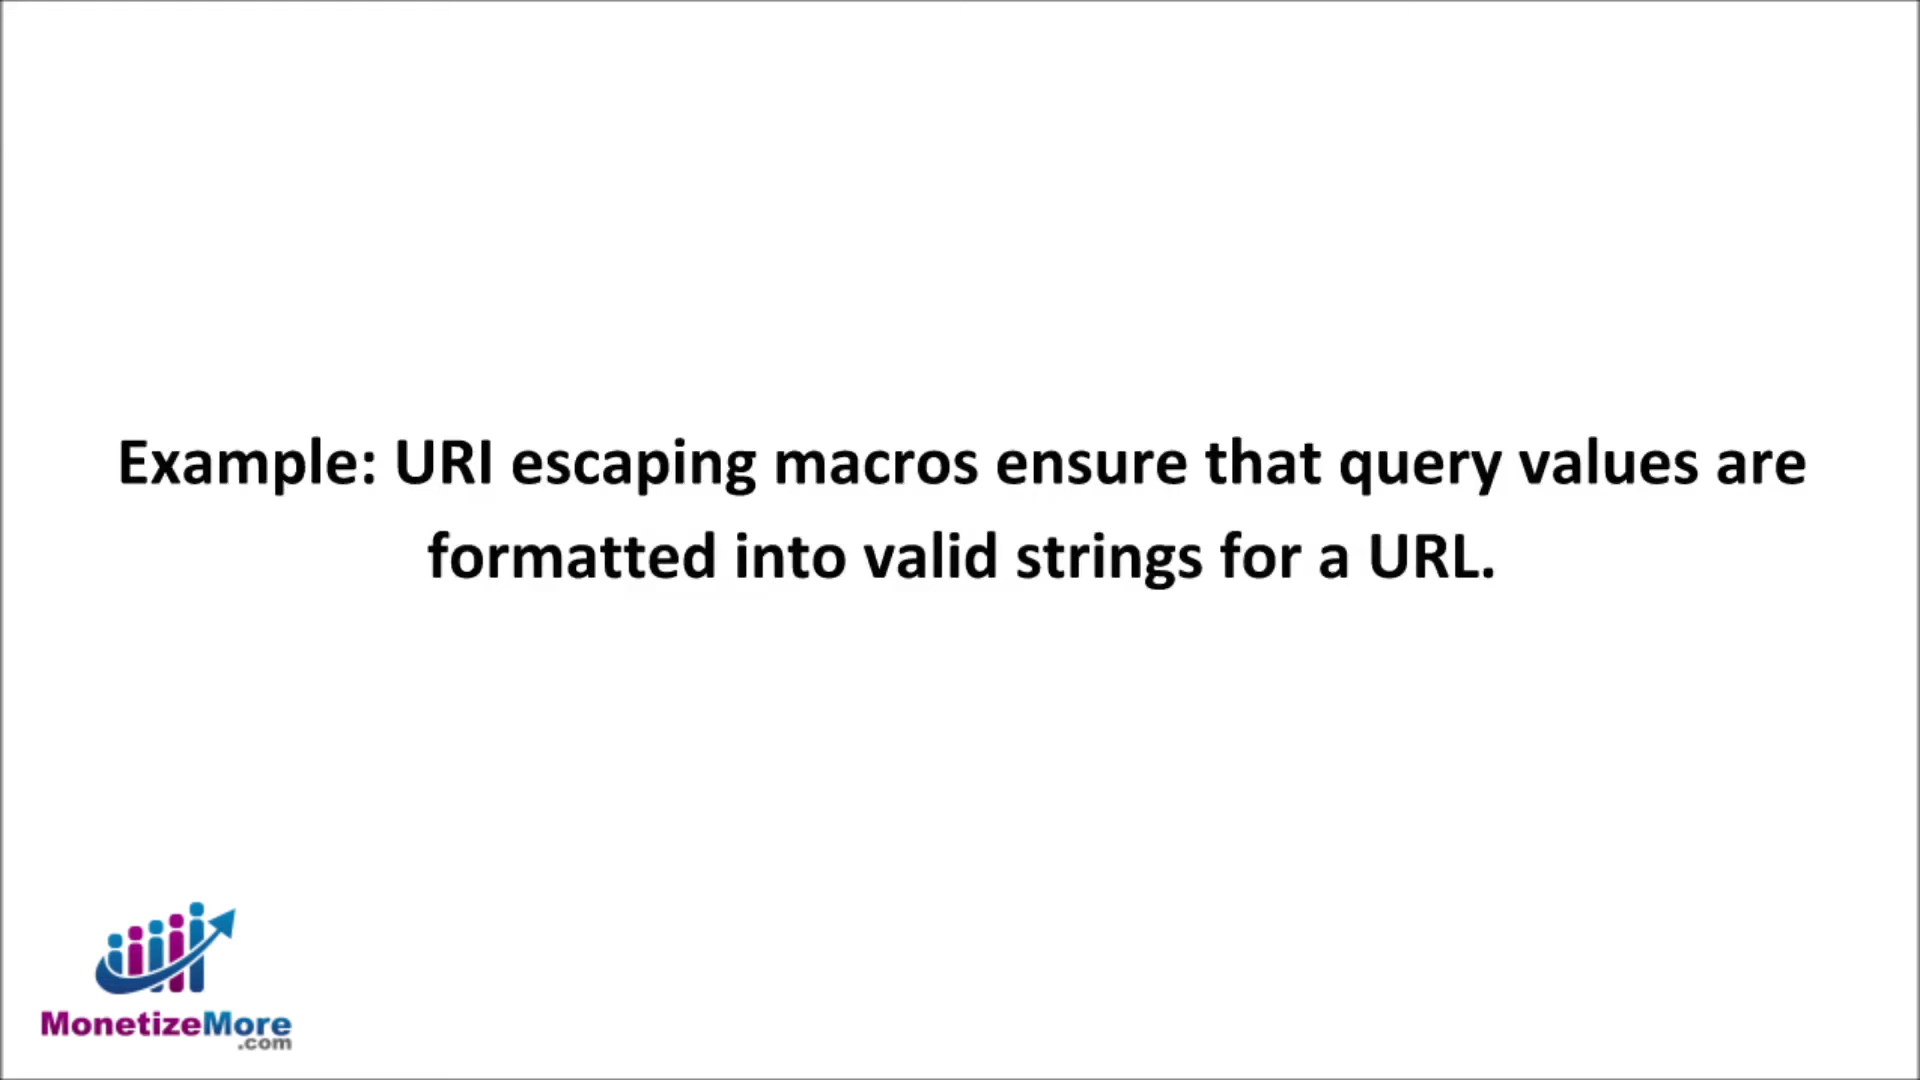 Example: URI escaping macros ensure that query values are
formatted into valid strings for a URL.
MonetizeMore
.com